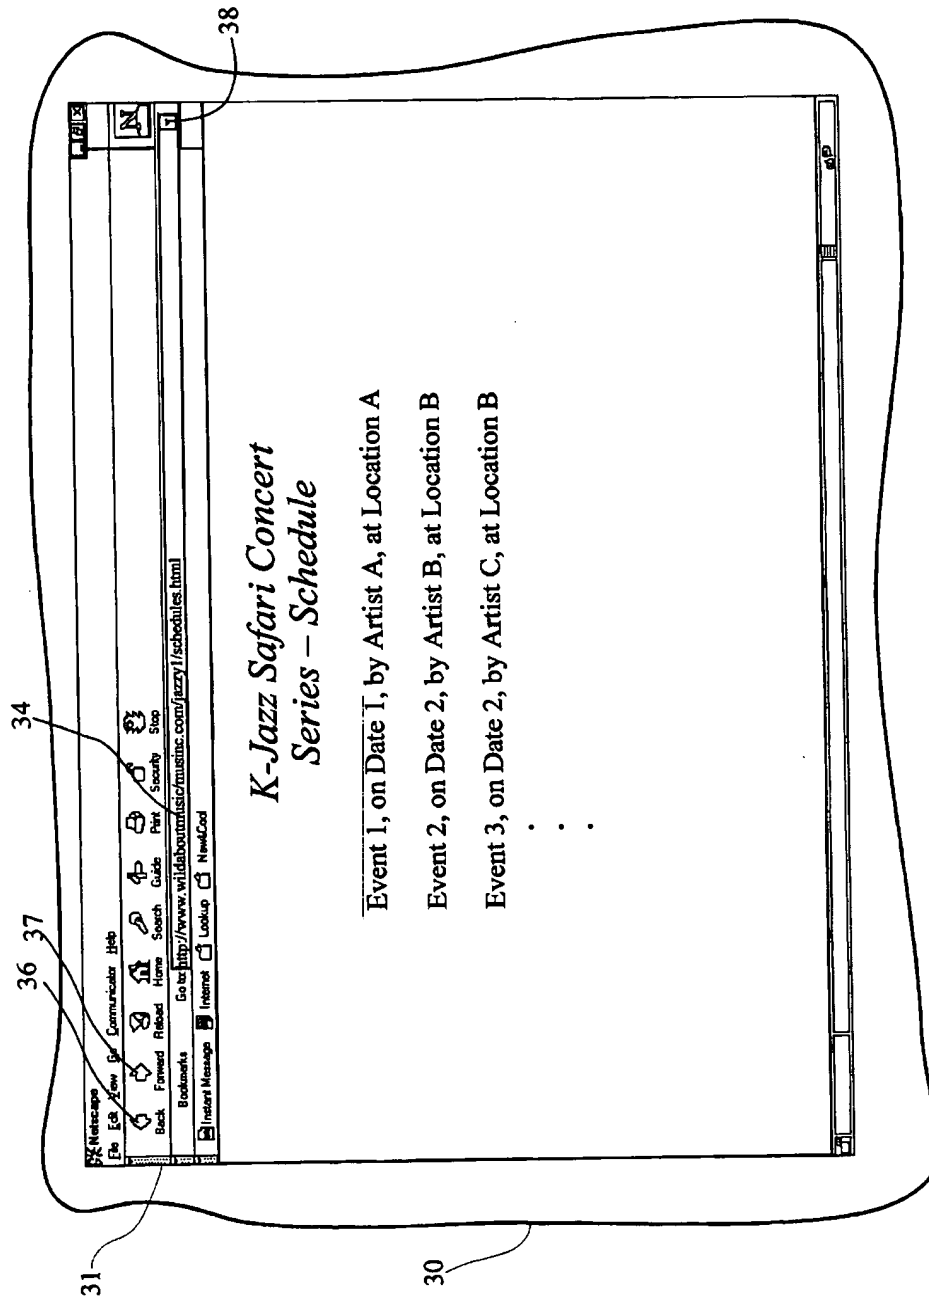 34
36
37
38
31
30
Netscape
File Edit View Go Communicator Help
N
Back Forward Reload Home Search Guide Print Security Stop
Bookmarks Go to: http://www.wildaboutmusic/musinc.com/jazzy1/schedules.html
Instant Message Internet Lookup New&Cool
K-Jazz Safari Concert
Series – Schedule
Event 1, on Date 1, by Artist A, at Location A
Event 2, on Date 2, by Artist B, at Location B
Event 3, on Date 2, by Artist C, at Location B